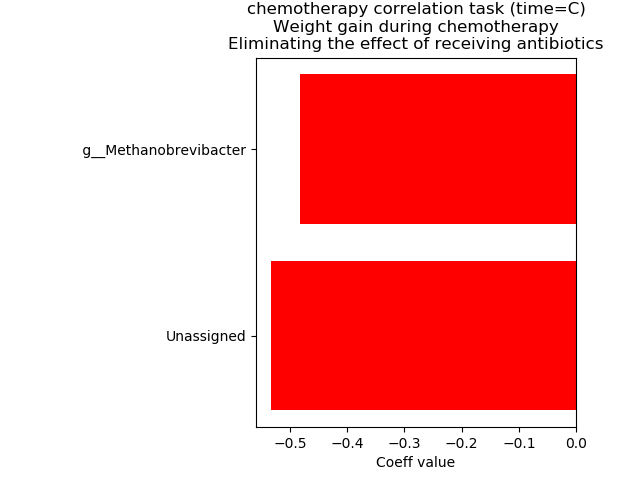 chemotherapy correlation task (time=C)
Weight gain during chemotherapy
Eliminating the effect of receiving antibiotics
g__Methanobrevibacter
Unassigned
−0.5 −0.4 −0.3 −0.2 −0.1 0.0
Coeff value